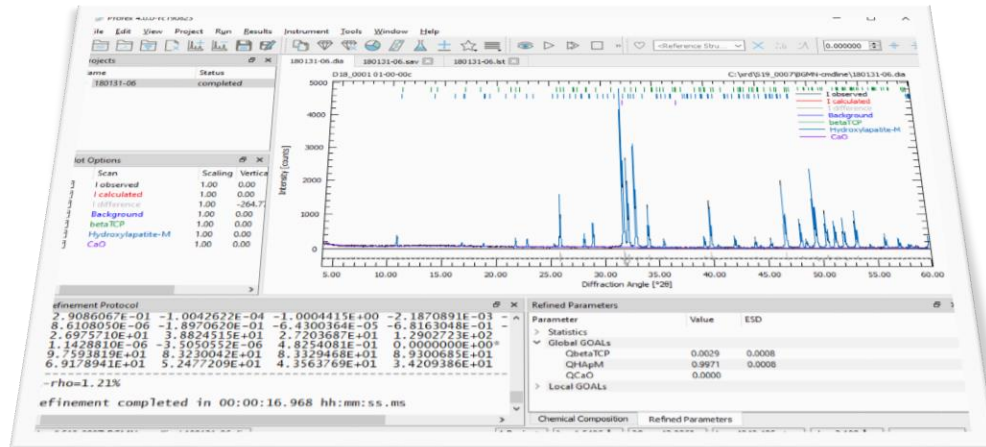 Profex 4.0.0-rc190825
ile Edit View Project Run Results Instrument Tools Window Help
<Reference Stru... 0.000000
rojects
ame Status
180131-06 completed
180131-06.dia 180131-06.sav 180131-06.lst
D18_0001 01-00-00c C:\xrd\S19_0007\BGMN-cmdline\180131-06.dia
I observed
I calculated
I difference
Background
betaTCP
Hydroxylapatite-M
CaO
Intensity [counts]
5000
4000
3000
2000
1000
0
5.00 10.00 15.00 20.00 25.00 30.00 35.00 40.00 45.00 50.00 55.00 60.00
Diffraction Angle [°2θ]
lot Options
Scan Scaling Vertica
I observed 1.00 0.00
I calculated 1.00 0.00
I difference 1.00 -264.7
Background 1.00 0.00
betaTCP 1.00 0.00
Hydroxylapatite-M 1.00 0.00
CaO 1.00 0.00
efinement Protocol
2.9086067E-01 -1.0042622E-04 -1.0004415E+00 -2.1870891E-03 -
8.6108050E-06 -1.8970620E-01 -6.4300364E-05 -6.8163048E-01 -
2.6975710E+01 3.8824515E+01 2.7203687E+01 1.2902723E+02
1.1428810E-06 -3.5050552E-06 4.8254081E-01 0.0000000E+00*
9.7593819E+01 8.3230042E+01 8.3329468E+01 8.9300685E+01
6.9178941E+01 5.2477209E+01 4.3563769E+01 3.4209386E+01
-rho=1.21%
efinement completed in 00:00:16.968 hh:mm:ss.ms
Refined Parameters
Parameter Value ESD
Statistics
Global GOALs
QbetaTCP 0.0029 0.0008
QHApM 0.9971 0.0008
QCaO 0.0000
Local GOALs
Chemical Composition Refined Parameters